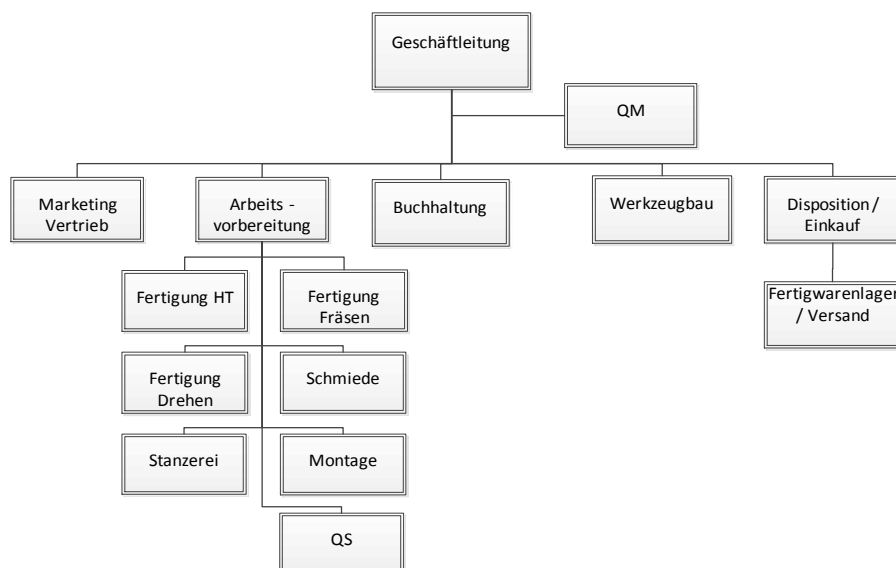 Geschäftleitung
QM
Marketing
Vertrieb
Arbeits -
vorbereitung
Buchhaltung
Werkzeugbau
Disposition /
Einkauf
Fertigung HT
Fertigung
Fräsen
Fertigwarenlager
/ Versand
Fertigung
Drehen
Schmiede
Stanzerei
Montage
QS